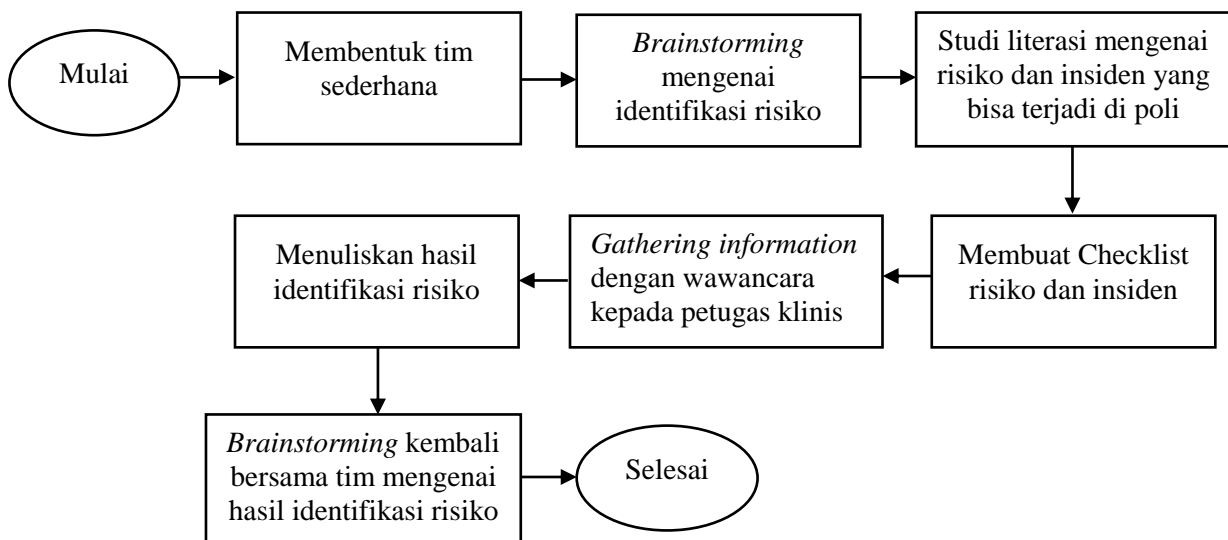 Mulai
Membentuk tim
sederhana
Brainstorming
mengenai
identifikasi risiko
Studi literasi mengenai
risiko dan insiden yang
bisa terjadi di poli
Membuat Checklist
risiko dan insiden
Gathering information
dengan wawancara
kepada petugas klinis
Menuliskan hasil
identifikasi risiko
Brainstorming kembali
bersama tim mengenai
hasil identifikasi risiko
Selesai